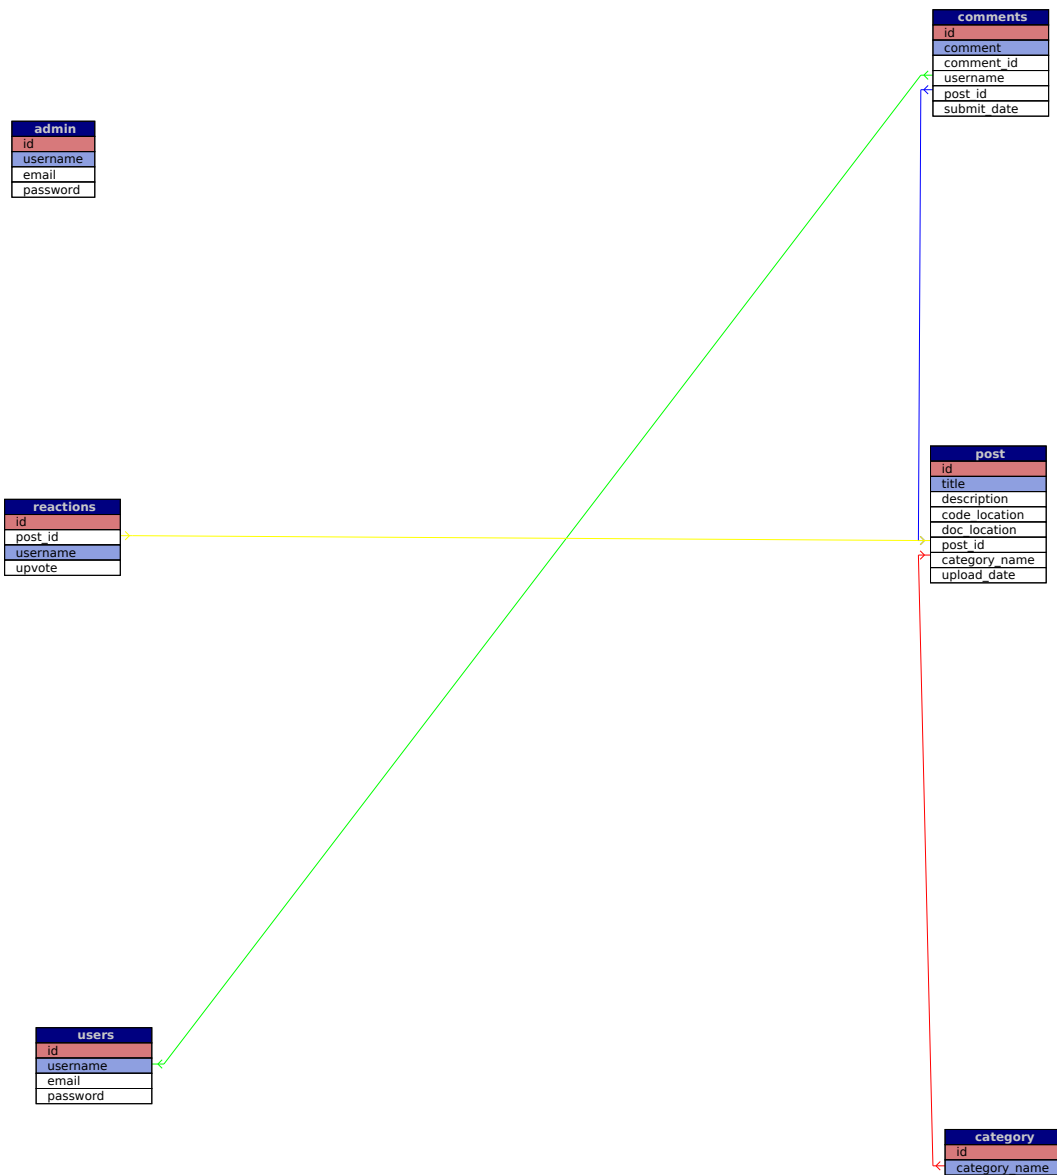 comments
id
comment
comment_id
username
post_id
submit_date
admin
id
username
email
password
post
id
title
description
code_location
doc_location
post_id
category_name
upload_date
reactions
id
post_id
username
upvote
users
id
username
email
password
category
id
category_name